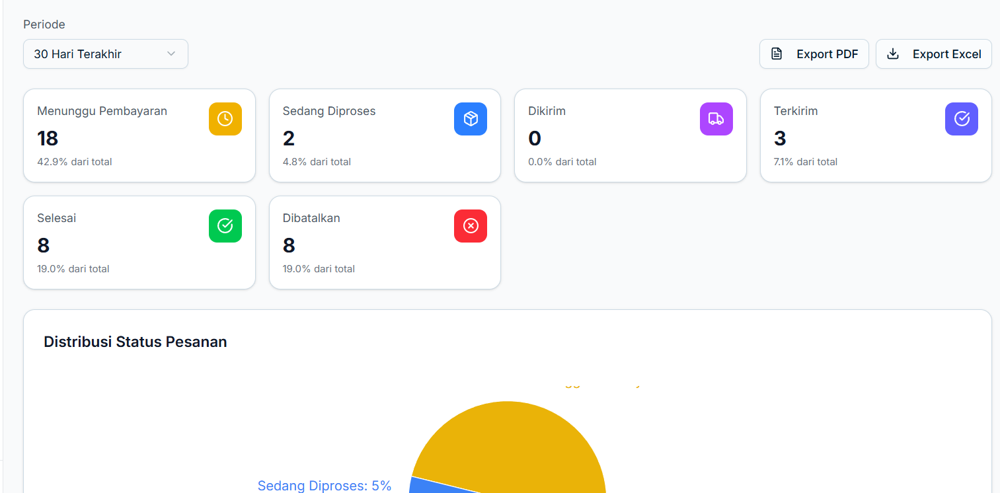 Periode
30 Hari Terakhir
Export PDF
Export Excel
Menunggu Pembayaran
18
42.9% dari total
Sedang Diproses
2
4.8% dari total
Dikirim
0
0.0% dari total
Terkirim
3
7.1% dari total
Selesai
8
19.0% dari total
Dibatalkan
8
19.0% dari total
Distribusi Status Pesanan
Sedang Diproses: 5%